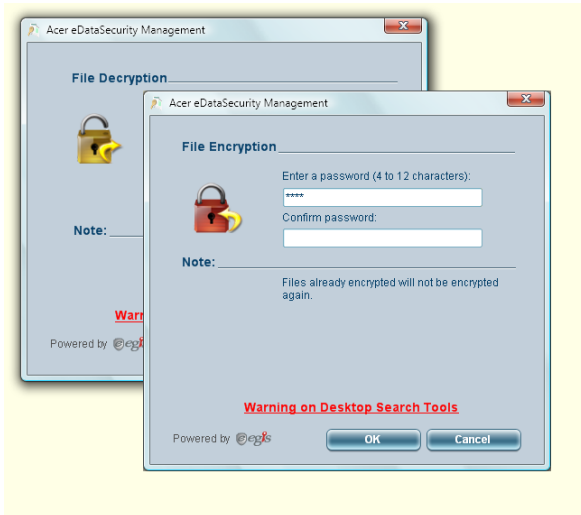 Acer eDataSecurity Management
File Decryption
Note:
Powered by egis
Acer eDataSecurity Management
File Encryption
Enter a password (4 to 12 characters):
****
Confirm password:
Note:
Files already encrypted will not be encrypted
again.
Warning on Desktop Search Tools
Powered by egis
OK
Cancel